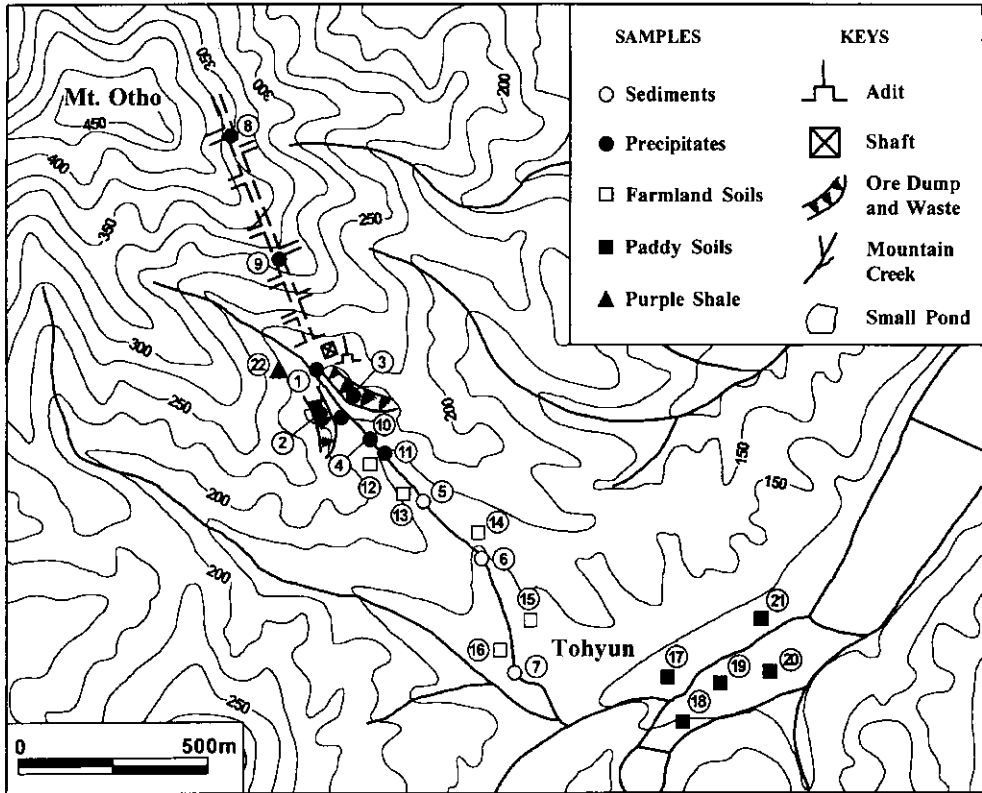 SAMPLES
KEYS
Sediments
Adit
Precipitates
Shaft
Farmland Soils
Ore Dump
and Waste
Paddy Soils
Mountain
Creek
Purple Shale
Small Pond
Mt. Otho
450
400
350
350
300
200
250
8
9
300
250
22
1
3
2
4
10
11
12
13
5
200
200
200
14
6
15
16
7
150
150
Tohyun
21
17
19
20
18
250
0 500m